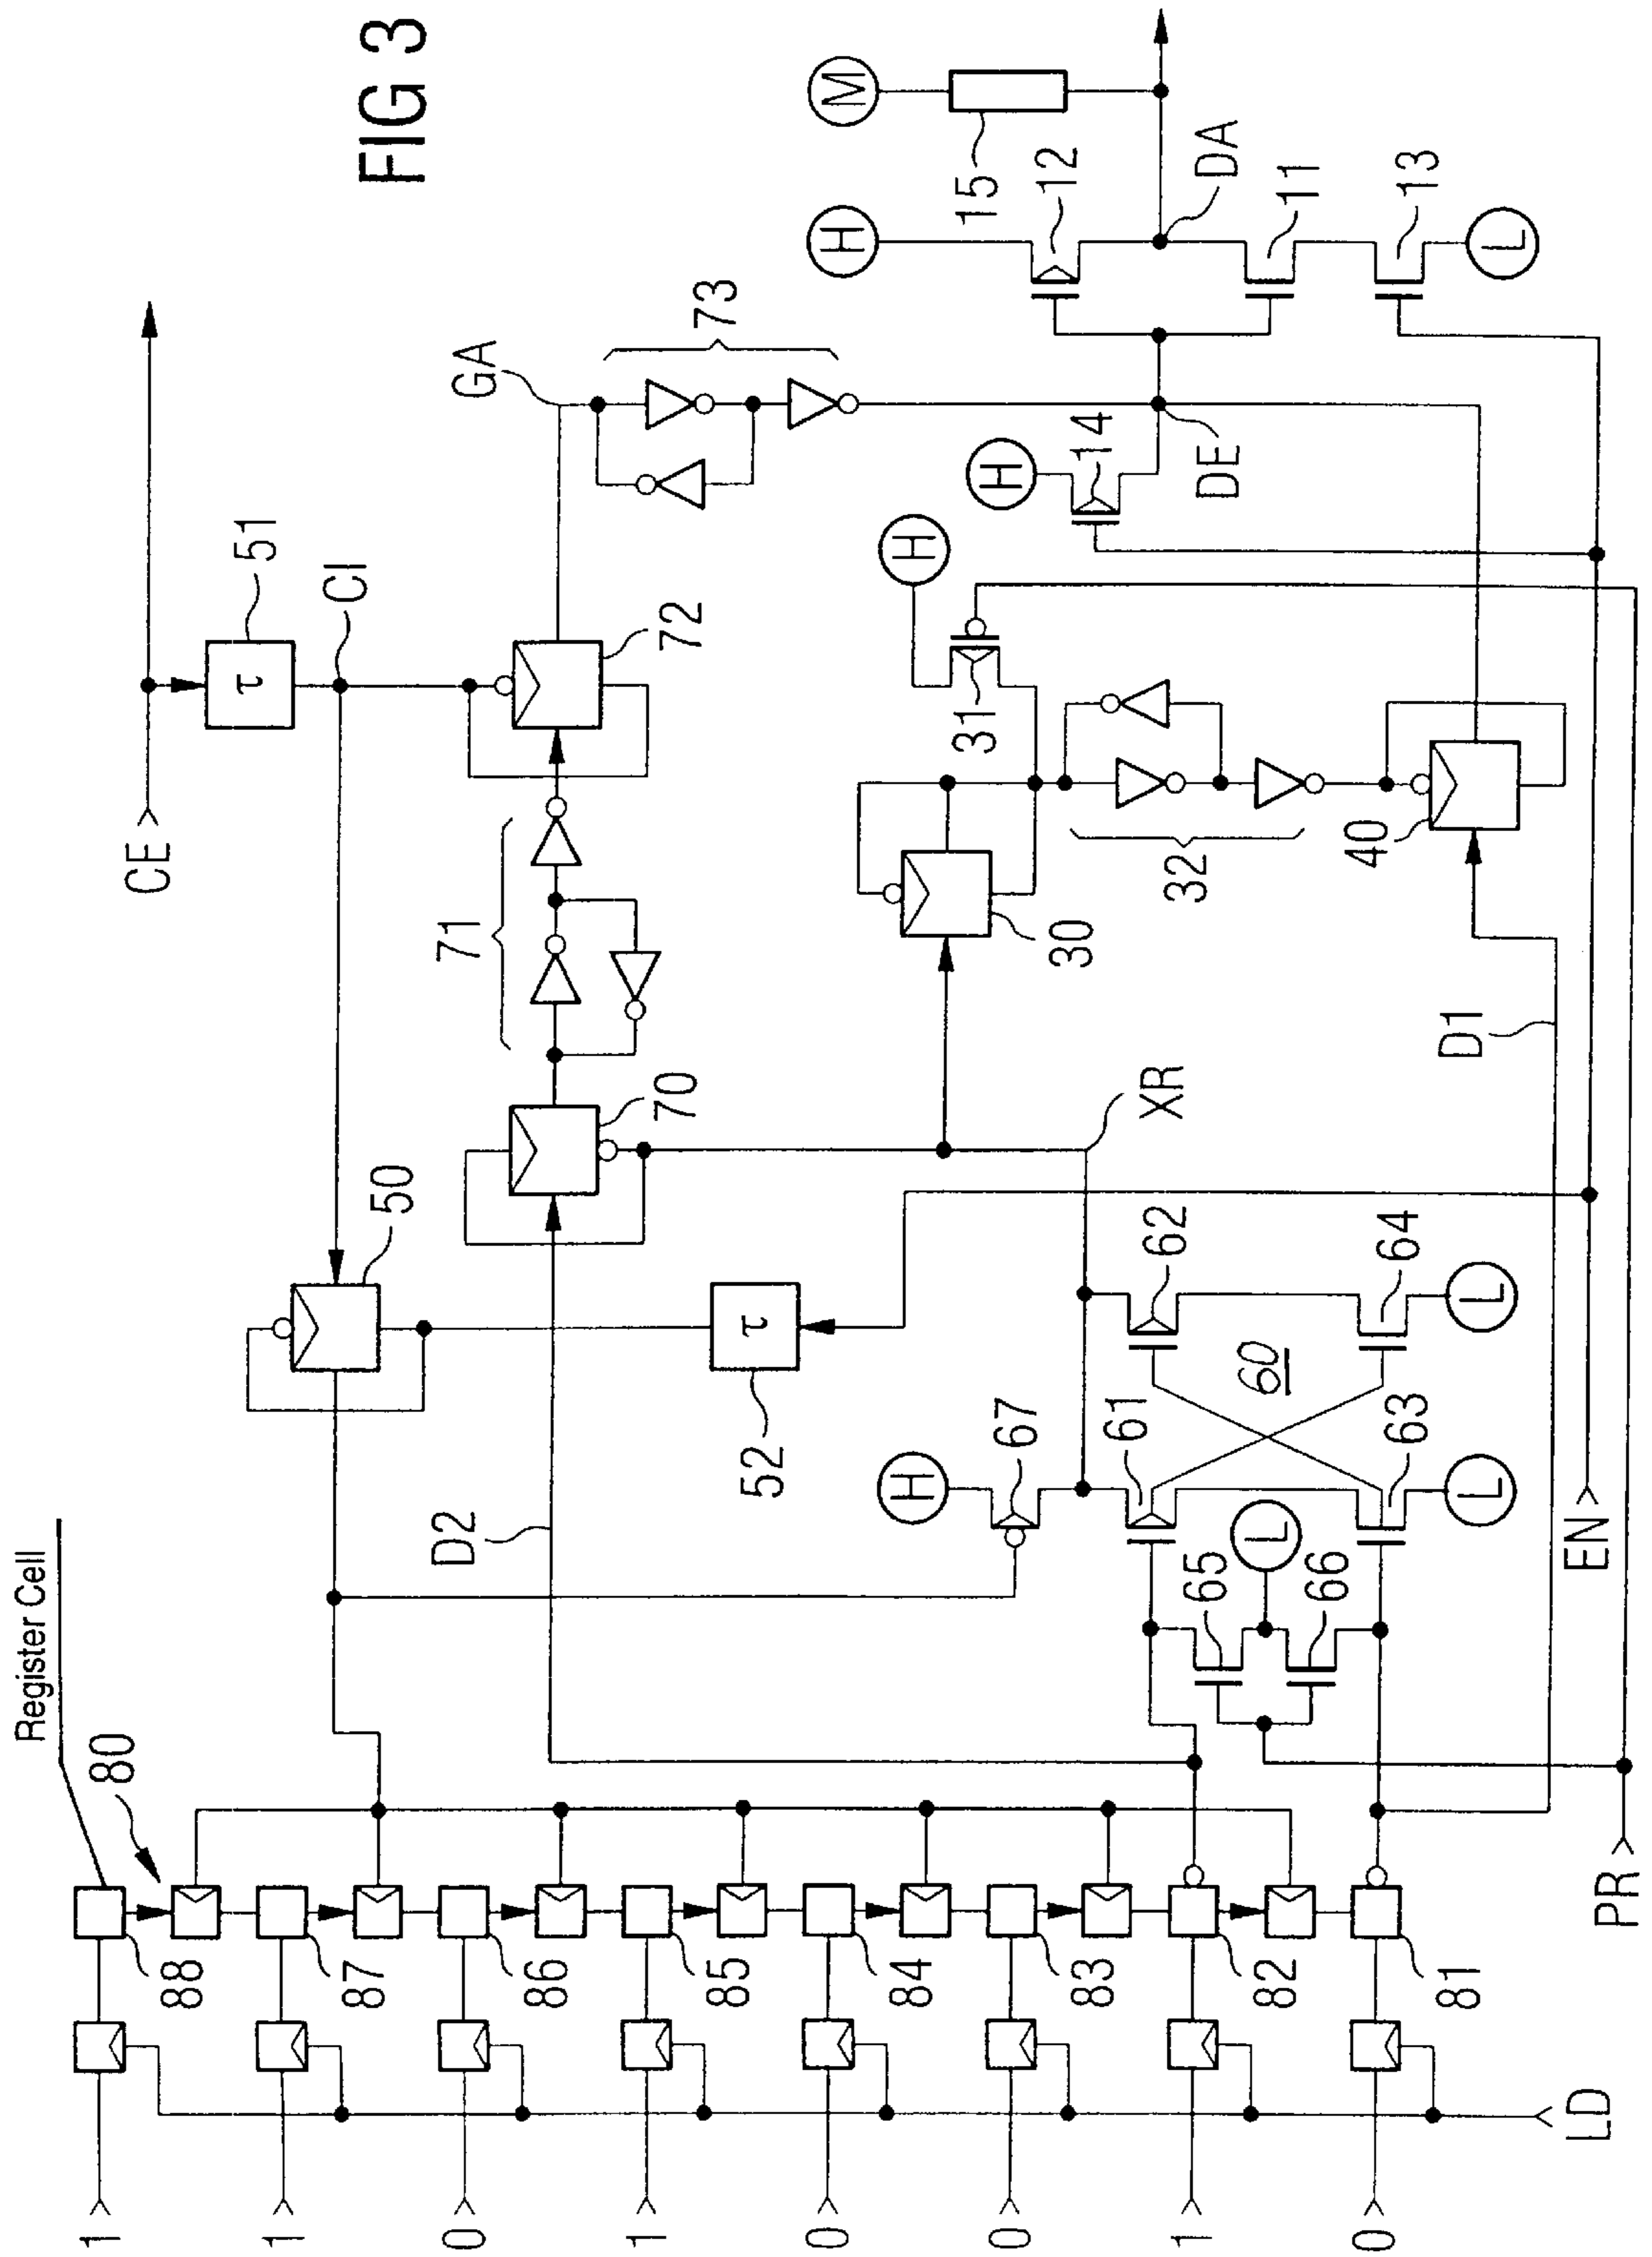 FIG 3
CE
τ
51
CI
GA
73
72
71
70
50
τ
52
D2
XR
H
M
15
12
DA
11
13
L
H
14
DE
H
31
30
32
40
D1
H
67
61
62
60
63
64
L
L
65
L
66
EN
PR
Register Cell
80
88
87
86
85
84
83
82
81
LD
1
1
0
1
0
0
1
0